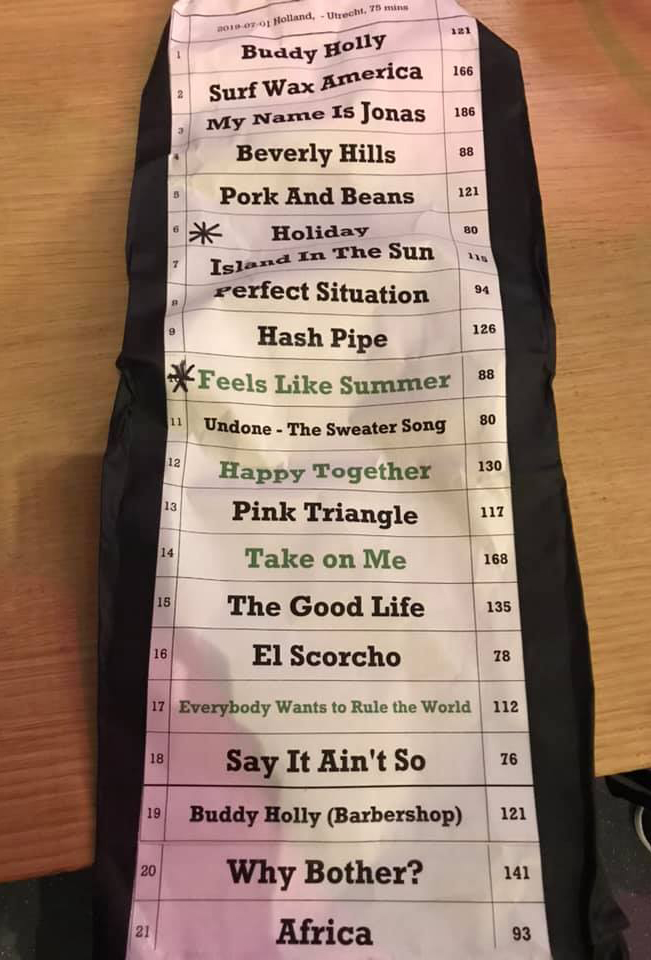 2019-07-01 Holland, - Utrecht, 75 mins
1 Buddy Holly 121
2 Surf Wax America 166
3 My Name Is Jonas 186
4 Beverly Hills 88
5 Pork And Beans 121
6 Holiday 80
7 Island In The Sun 115
8 Perfect Situation 94
9 Hash Pipe 126
Feels Like Summer 88
11 Undone - The Sweater Song 80
12 Happy Together 130
13 Pink Triangle 117
14 Take on Me 168
15 The Good Life 135
16 El Scorcho 78
17 Everybody Wants to Rule the World 112
18 Say It Ain't So 76
19 Buddy Holly (Barbershop) 121
20 Why Bother? 141
21 Africa 93